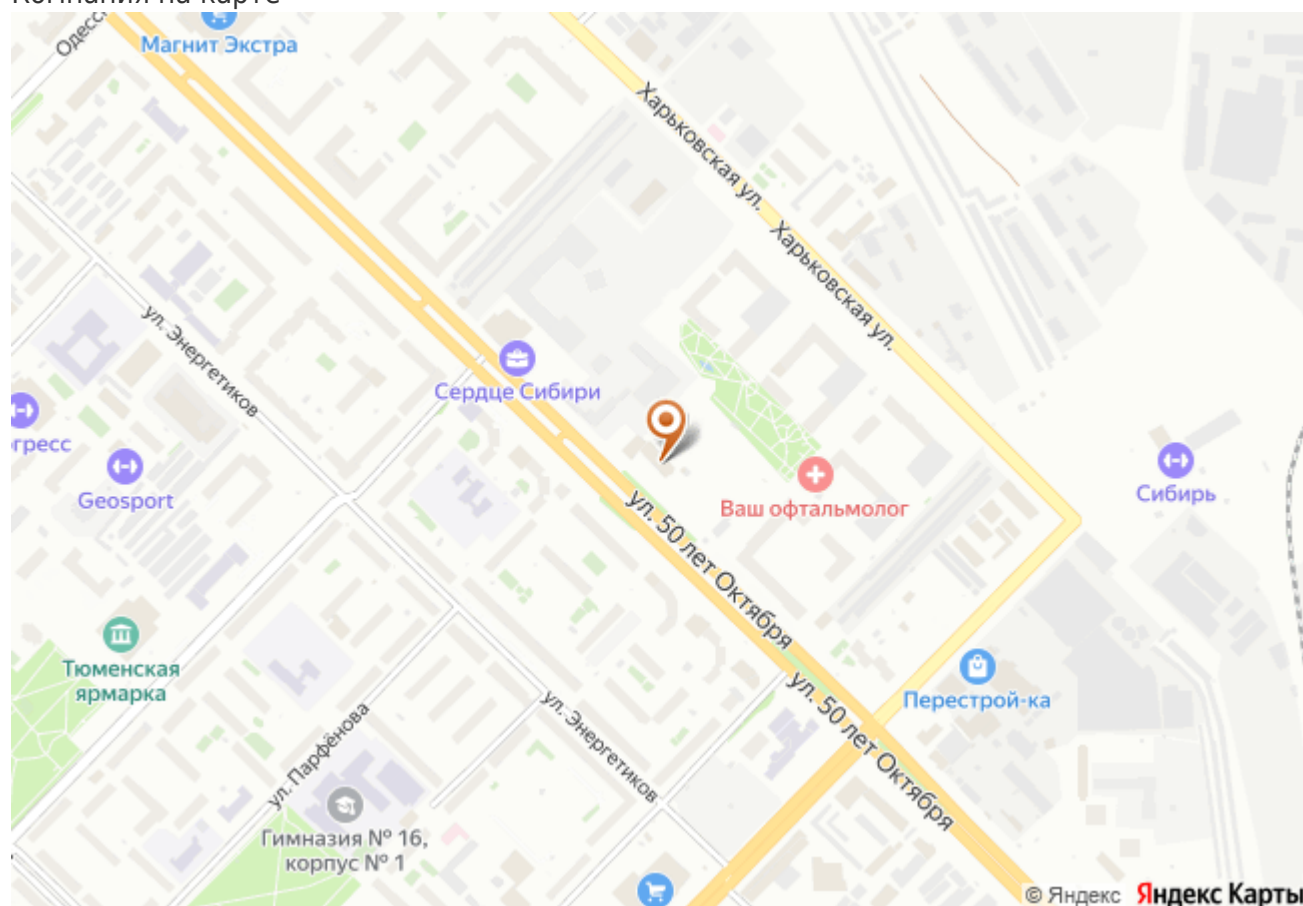 Компания на карте
Одесс
Магнит Экстра
Харьковская ул.
Харьковская ул.
ул. Энергетиков
Сердце Сибири
гресс
Geosport
Ваш офтальмолог
Сибирь
ул. 50 лет Октября
Тюменская
ярмарка
ул. Парфёнова
ул. Энергетиков
Перестрой-ка
ул. 50 лет Октября
Гимназия № 16,
корпус № 1
© Яндекс Яндекс Карты